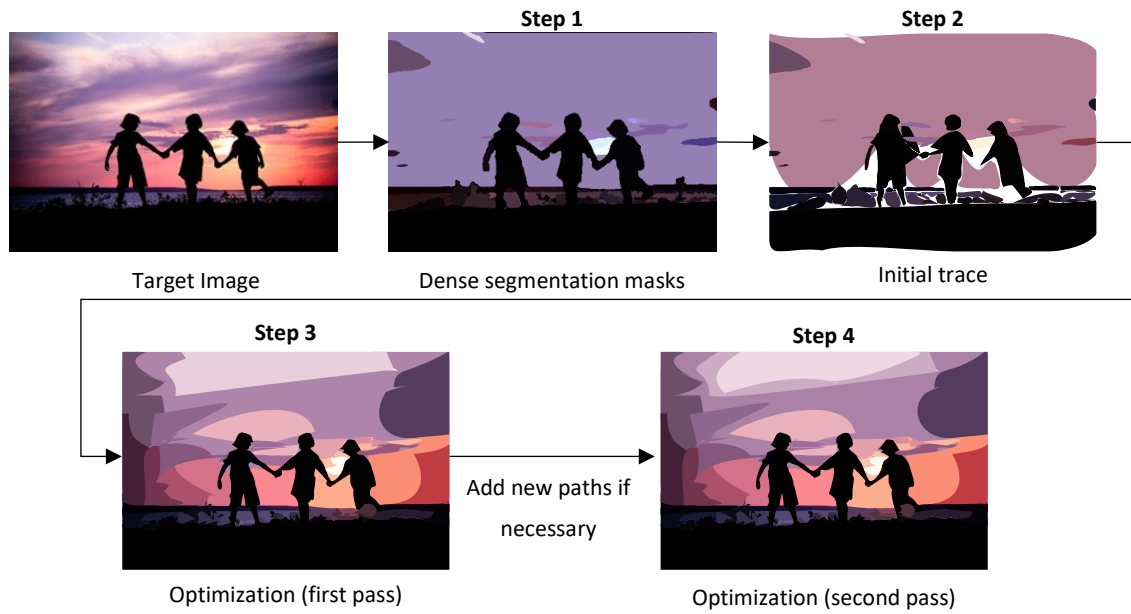 Step 1
Step 2
Target Image
Dense segmentation masks
Initial trace
Step 3
Step 4
Add new paths if
necessary
Optimization (first pass)
Optimization (second pass)